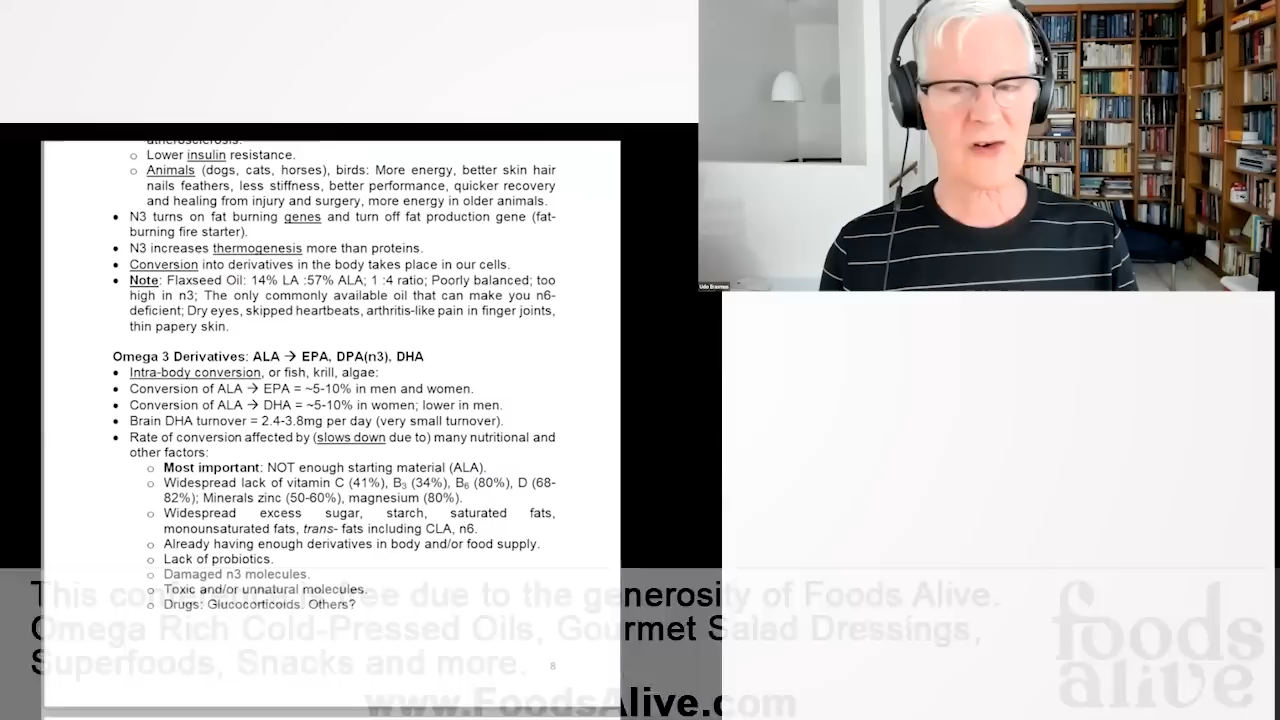 atherosclerosis.
o Lower insulin resistance.
o Animals (dogs, cats, horses), birds: More energy, better skin hair
nails feathers, less stiffness, better performance, quicker recovery
and healing from injury and surgery, more energy in older animals.
• N3 turns on fat burning genes and turn off fat production gene (fat-
burning fire starter).
• N3 increases thermogenesis more than proteins.
• Conversion into derivatives in the body takes place in our cells.
• Note: Flaxseed Oil: 14% LA :57% ALA; 1 :4 ratio; Poorly balanced; too
high in n3; The only commonly available oil that can make you n6-
deficient; Dry eyes, skipped heartbeats, arthritis-like pain in finger joints,
thin papery skin.
Omega 3 Derivatives: ALA → EPA, DPA(n3), DHA
• Intra-body conversion, or fish, krill, algae:
• Conversion of ALA → EPA = ~5-10% in men and women.
• Conversion of ALA → DHA = ~5-10% in women; lower in men.
• Brain DHA turnover = 2.4-3.8mg per day (very small turnover).
• Rate of conversion affected by (slows down due to) many nutritional and
other factors:
o Most important: NOT enough starting material (ALA).
o Widespread lack of vitamin C (41%), B₃ (34%), B₆ (80%), D (68-
82%); Minerals zinc (50-60%), magnesium (80%).
o Widespread excess sugar, starch, saturated fats,
monounsaturated fats, trans- fats including CLA, n6.
o Already having enough derivatives in body and/or food supply.
o Lack of probiotics.
o Damaged n3 molecules.
o Toxic and/or unnatural molecules.
o Drugs: Glucocorticoids. Others?
8
Udo Erasmus
This free due to the generosity of Foods Alive.
Omega Rich Cold-Pressed Oils, Gourmet Salad Dressings,
Superfoods, Snacks and more.
www.FoodsAlive.com
foods
alive